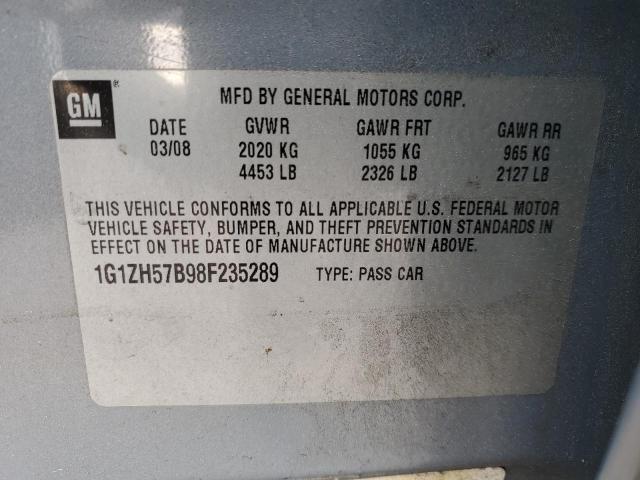 GM®
MFD BY GENERAL MOTORS CORP.
DATE GVWR GAWR FRT GAWR RR
03/08 2020 KG 1055 KG 965 KG
4453 LB 2326 LB 2127 LB
THIS VEHICLE CONFORMS TO ALL APPLICABLE U.S. FEDERAL MOTOR
VEHICLE SAFETY, BUMPER, AND THEFT PREVENTION STANDARDS IN
EFFECT ON THE DATE OF MANUFACTURE SHOWN ABOVE.
1G1ZH57B98F235289 TYPE: PASS CAR